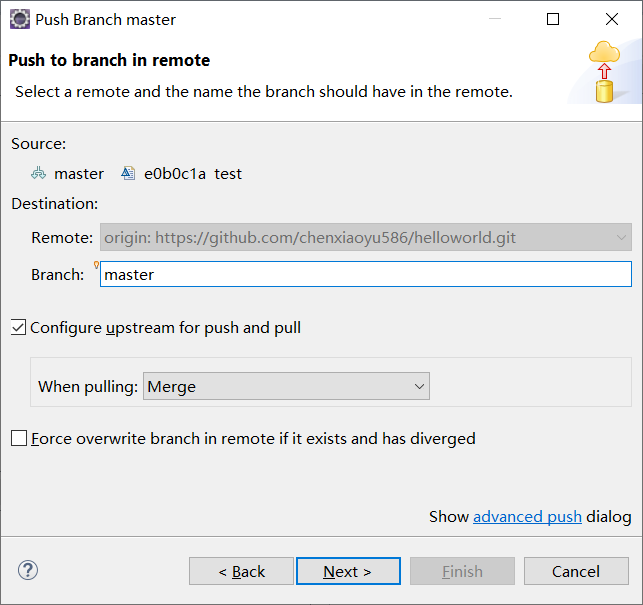 Push Branch master
Push to branch in remote
Select a remote and the name the branch should have in the remote.
Source:
master e0b0c1a test
Destination:
Remote: origin: https://github.com/chenxiaoyu586/helloworld.git
Branch: master
Configure upstream for push and pull
When pulling: Merge
Force overwrite branch in remote if it exists and has diverged
Show advanced push dialog
? < Back Next > Finish Cancel